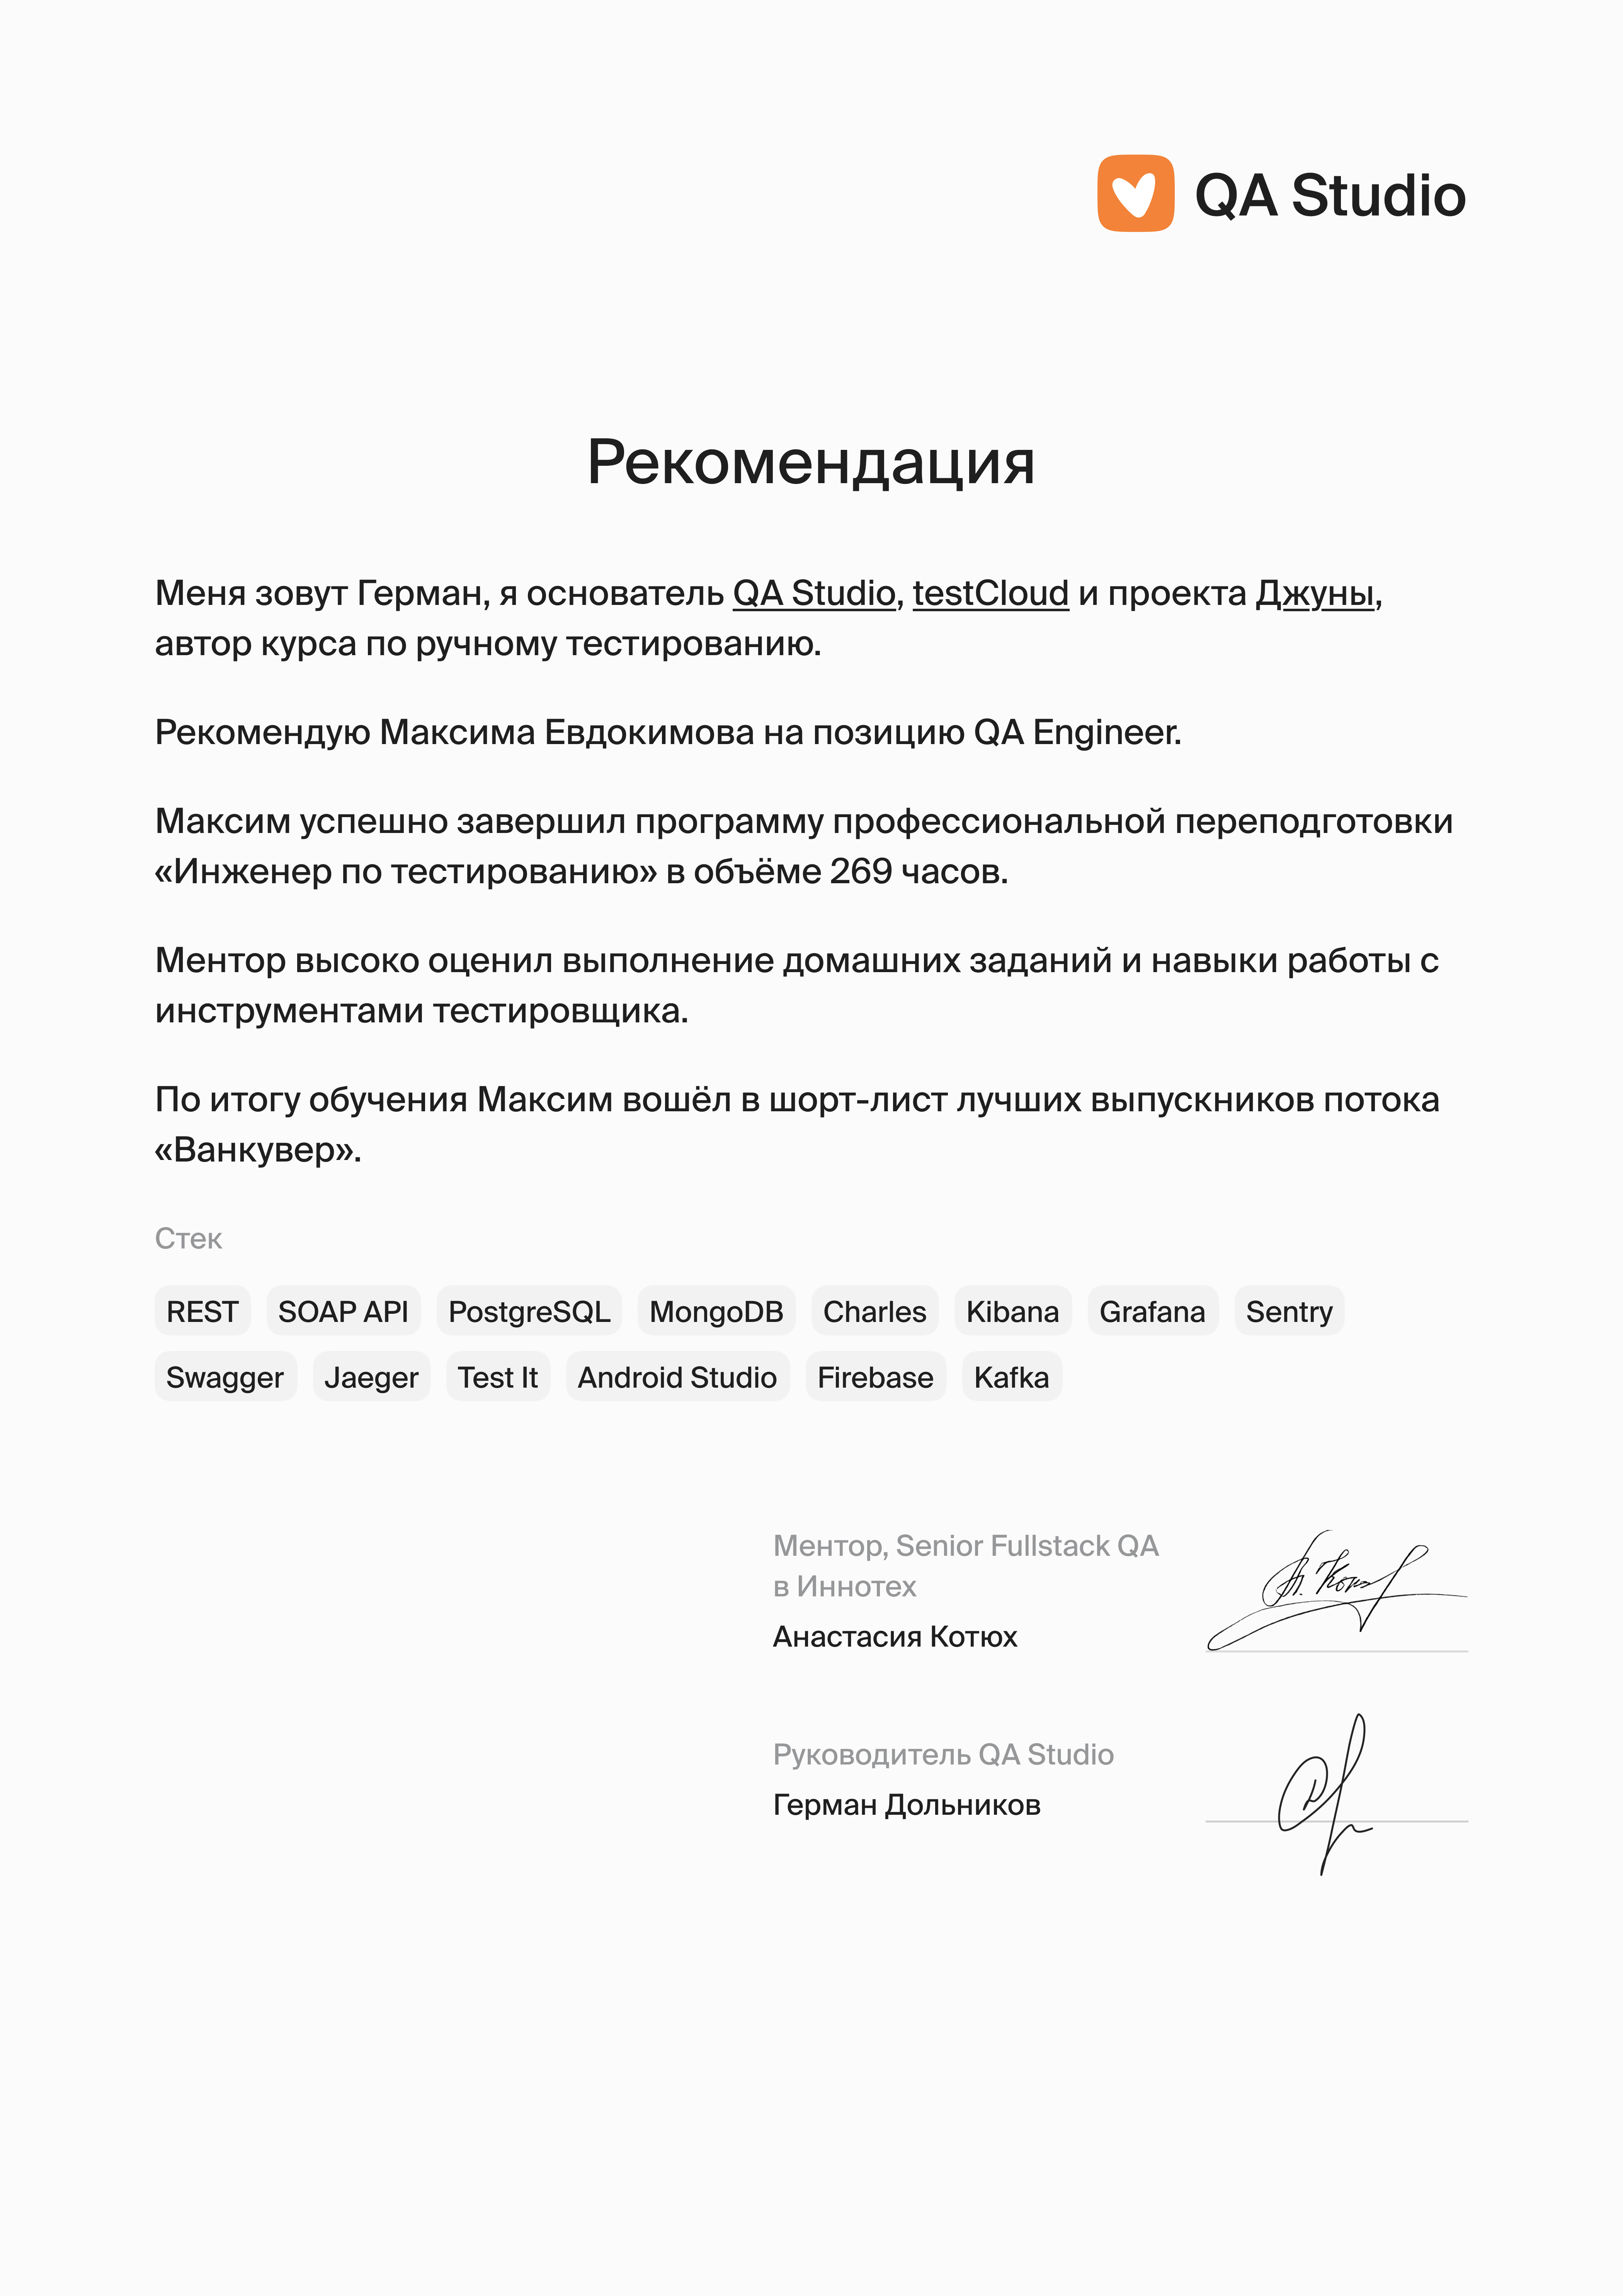 QA Studio
Рекомендация
Меня зовут Герман, я основатель QA Studio, testCloud и проекта Джуны,
автор курса по ручному тестированию.
Рекомендую Максима Евдокимова на позицию QA Engineer.
Максим успешно завершил программу профессиональной переподготовки
«Инженер по тестированию» в объёме 269 часов.
Ментор высоко оценил выполнение домашних заданий и навыки работы с
инструментами тестировщика.
По итогу обучения Максим вошёл в шорт-лист лучших выпускников потока
«Ванкувер».
Стек
REST SOAP API PostgreSQL MongoDB Charles Kibana Grafana Sentry
Swagger Jaeger Test It Android Studio Firebase Kafka
Ментор, Senior Fullstack QA
в Иннотех
Анастасия Котюх
Руководитель QA Studio
Герман Дольников